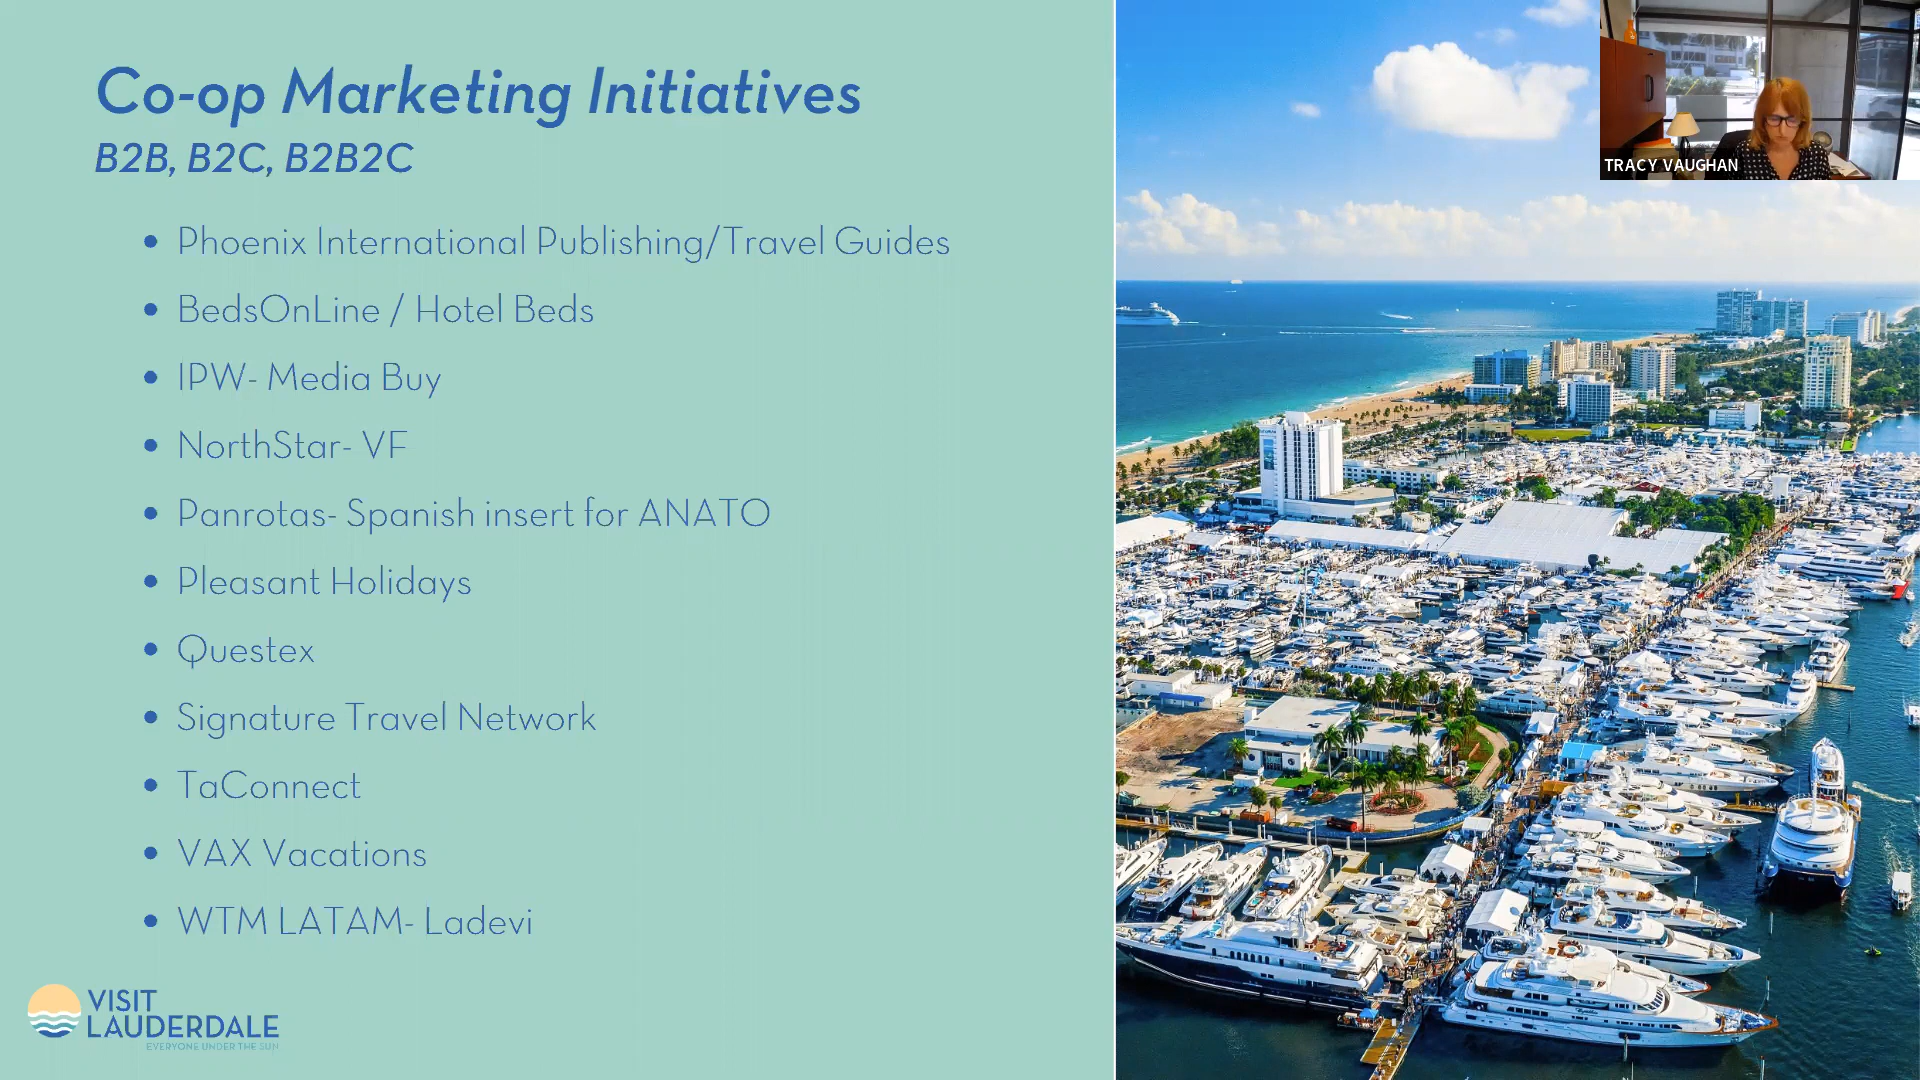 Co-op Marketing Initiatives
B2B, B2C, B2B2C
Phoenix International Publishing/Travel Guides
BedsOnLine / Hotel Beds
IPW- Media Buy
NorthStar- VF
Panrotas- Spanish insert for ANATO
Pleasant Holidays
Questex
Signature Travel Network
TaConnect
VAX Vacations
WTM LATAM- Ladevi
VISIT
LAUDERDALE
EVERYONE UNDER THE SUN
TRACY VAUGHAN